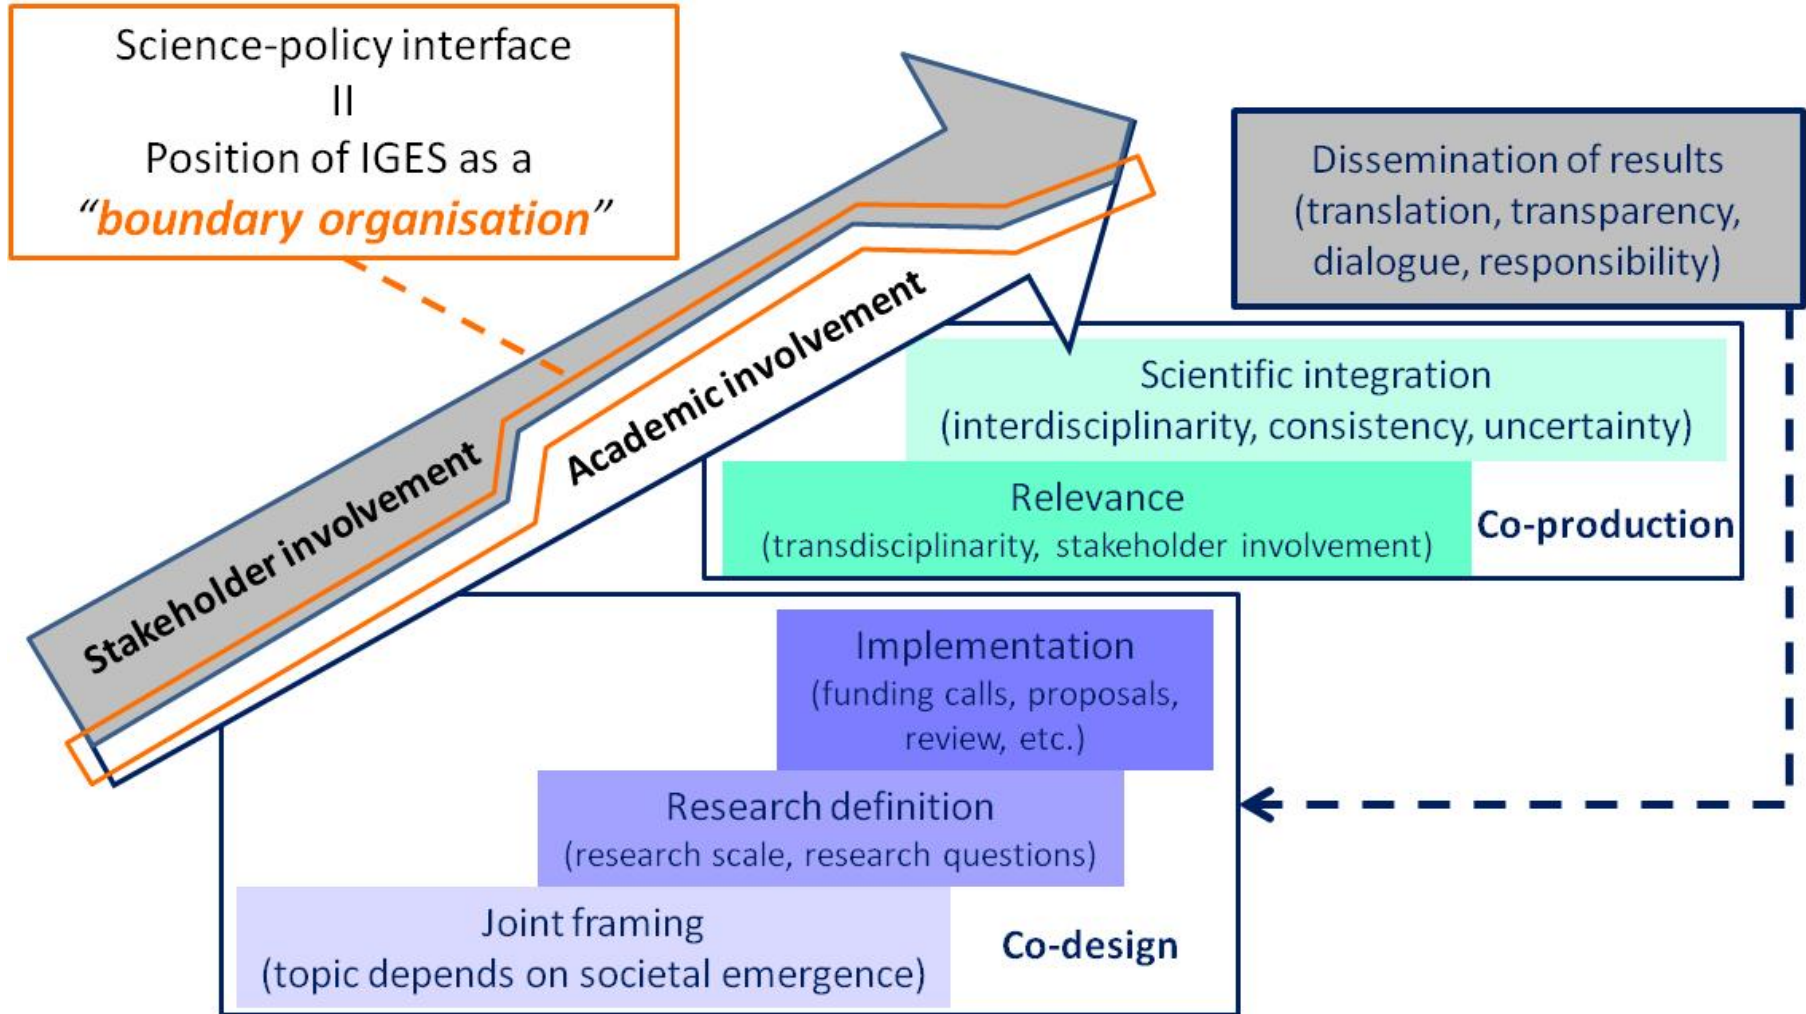 Science-policy interface
II
Position of IGES as a
“boundary organisation”
Dissemination of results
(translation, transparency,
dialogue, responsibility)
Stakeholder involvement
Academic involvement
Scientific integration
(interdisciplinarity, consistency, uncertainty)
Relevance
(transdisciplinarity, stakeholder involvement)
Co-production
Implementation
(funding calls, proposals,
review, etc.)
Research definition
(research scale, research questions)
Joint framing
(topic depends on societal emergence)
Co-design